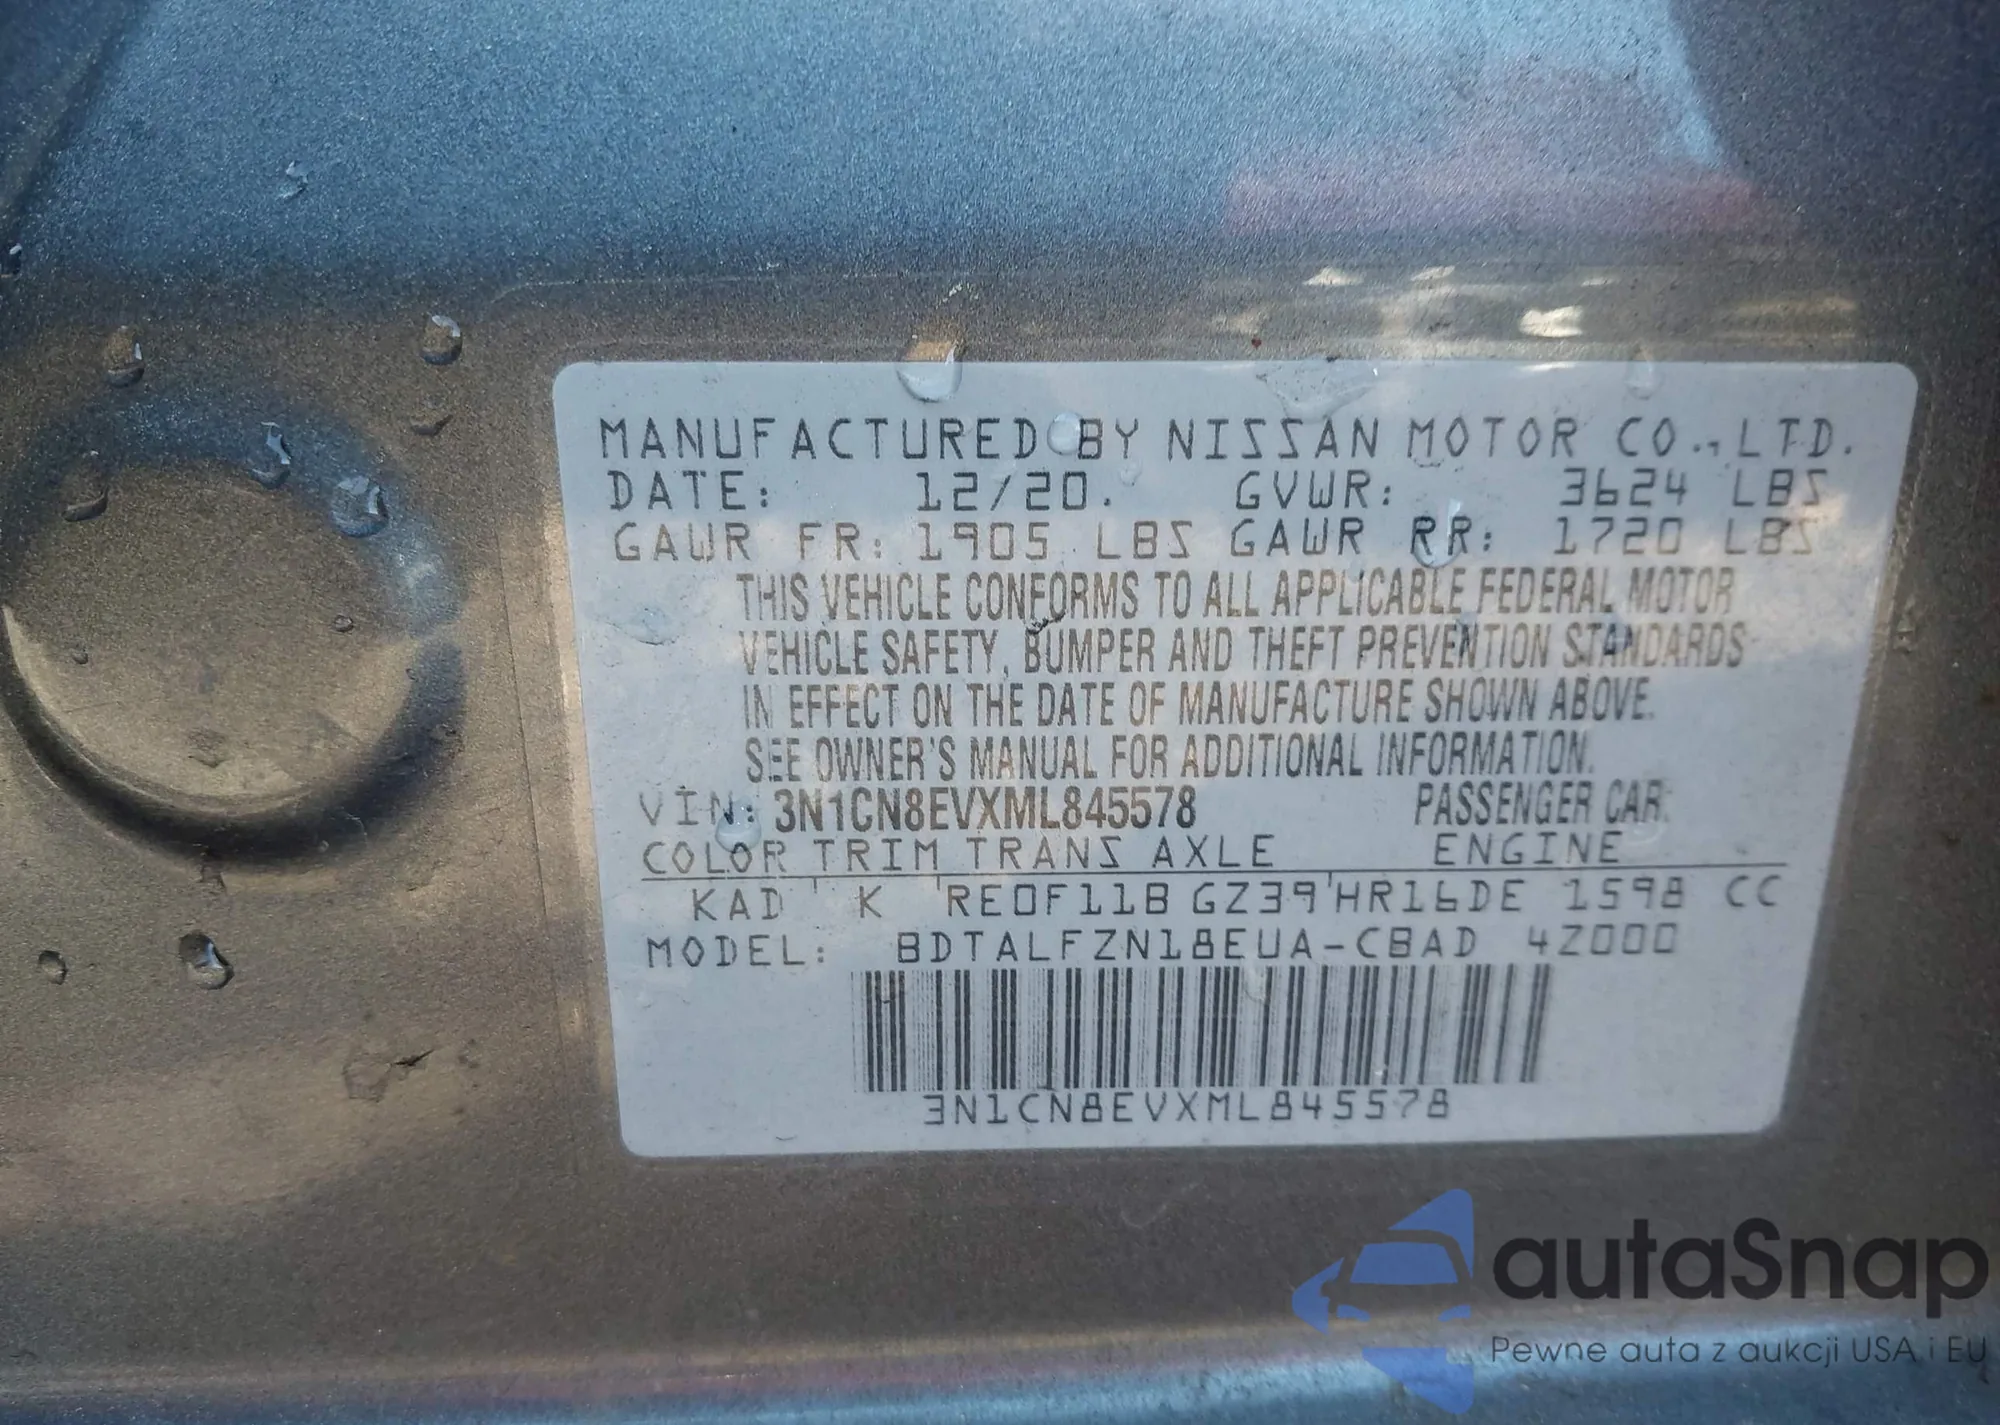 MANUFACTURED BY NISSAN MOTOR CO., LTD.
DATE: 12/20. GVWR: 3624 LBS
GAWR FR: 1905 LBS GAWR RR: 1720 LBS
THIS VEHICLE CONFORMS TO ALL APPLICABLE FEDERAL MOTOR
VEHICLE SAFETY, BUMPER AND THEFT PREVENTION STANDARDS
IN EFFECT ON THE DATE OF MANUFACTURE SHOWN ABOVE.
SEE OWNER'S MANUAL FOR ADDITIONAL INFORMATION.
VIN: 3N1CN8EVXML845578 PASSENGER CAR
COLOR TRIM TRANS AXLE ENGINE
KAD K RE0F11B GZ39 HR16DE 1598 CC
MODEL: BDTALFZN18EUA-CBAD 42000
3N1CN8EVXML845578
autaSnap
Pewne auta z aukcji USA i EU